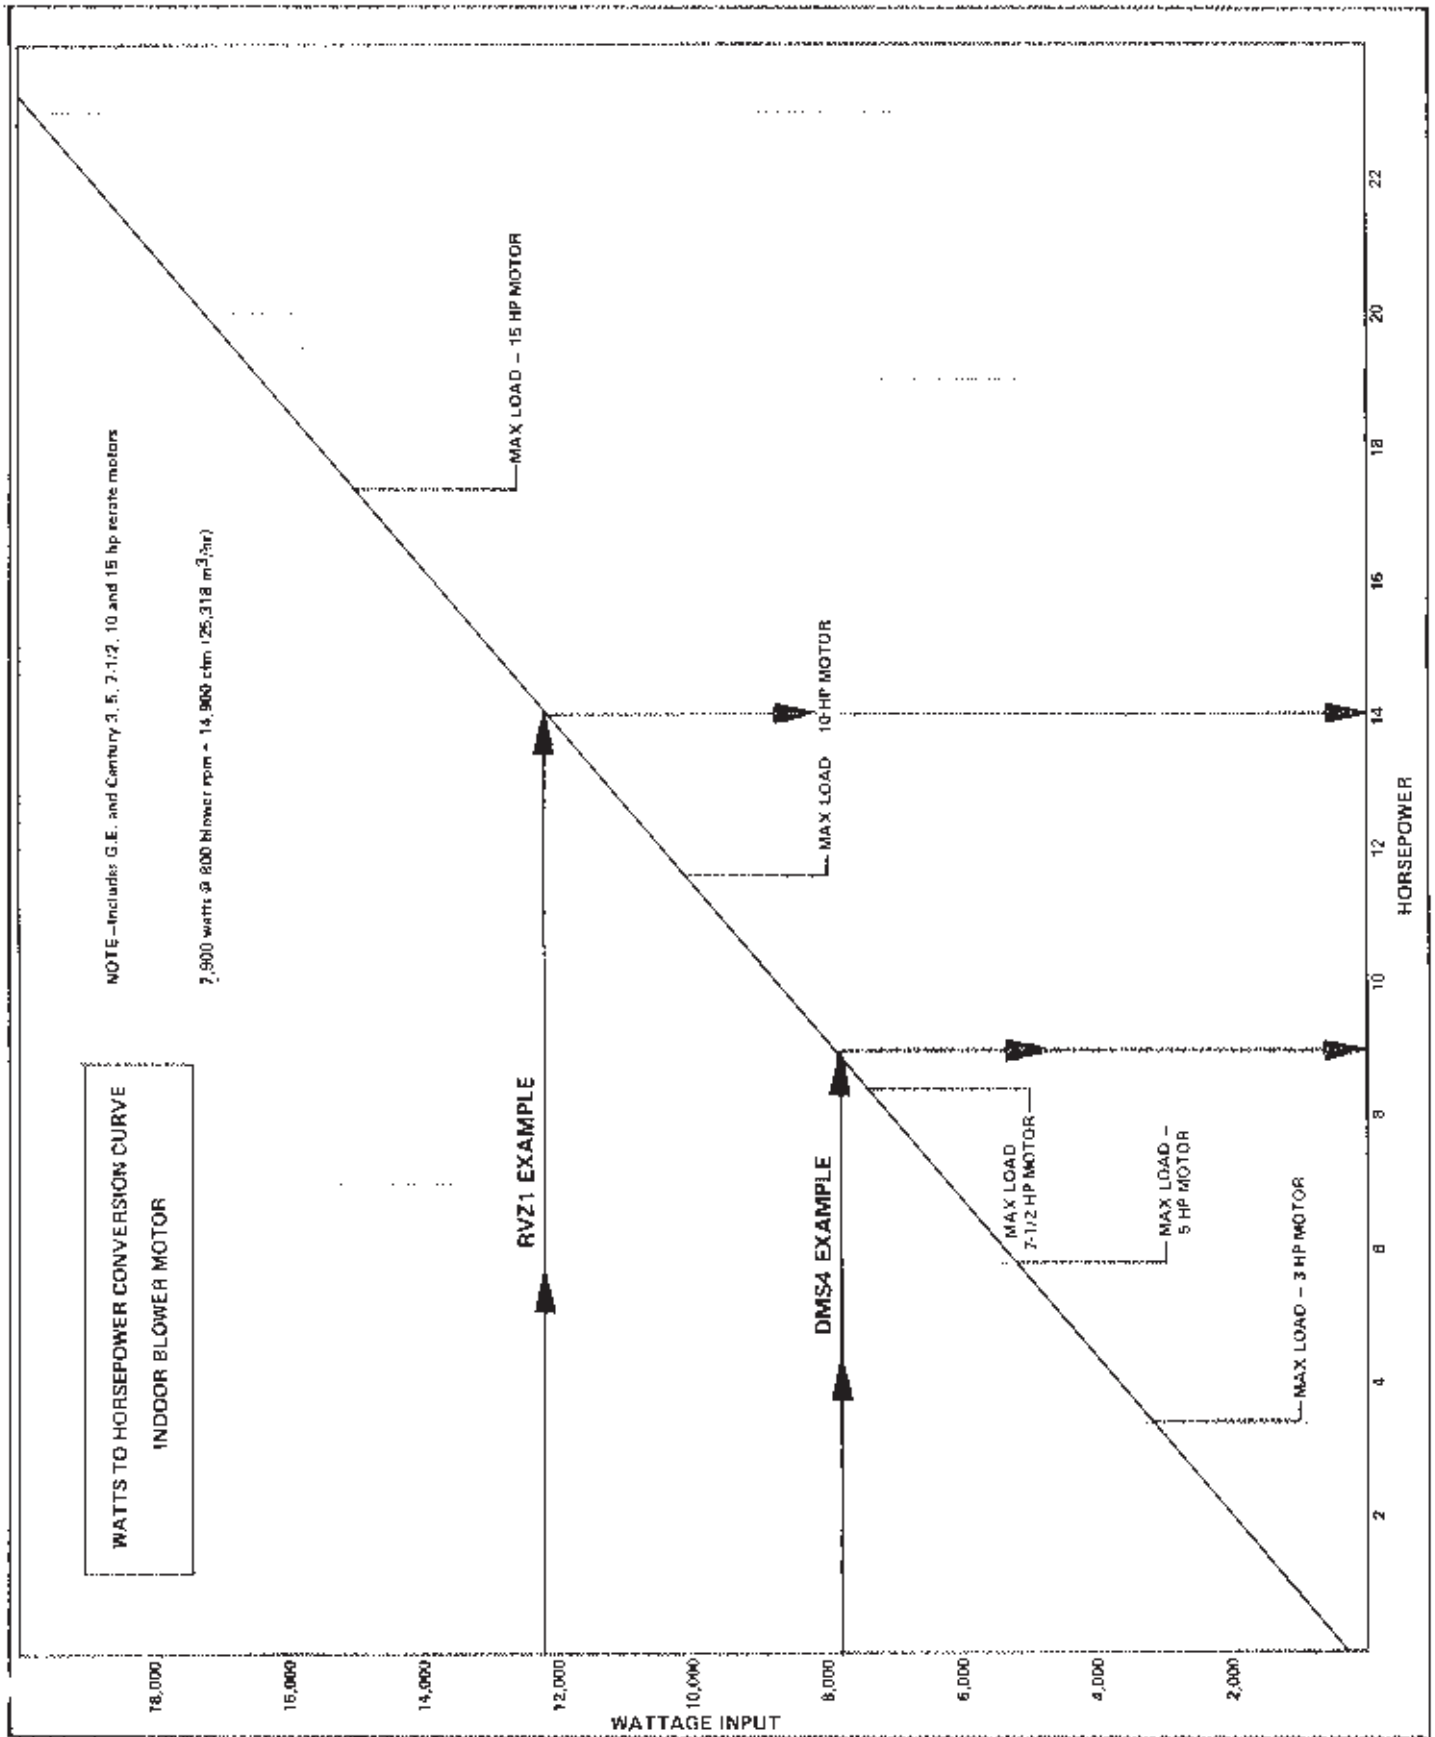 WATTS TO HORSEPOWER CONVERSION CURVE
INDOOR BLOWER MOTOR
NOTE–Includes G.E. and Century 3, 5, 7-1/2, 10 and 15 hp rerate motors
7,900 watts @ 800 blower rpm
14,900 cfm (25,318 m³/hr)
WATTAGE INPUT
18,000
16,000
14,000
12,000
10,000
8,000
6,000
4,000
2,000
RVZ1 EXAMPLE
DMS4 EXAMPLE
MAX LOAD – 15 HP MOTOR
MAX LOAD 10 HP MOTOR
MAX LOAD
7-1/2 HP MOTOR
MAX LOAD –
5 HP MOTOR
MAX LOAD – 3 HP MOTOR
2
4
6
8
10
12
14
16
18
20
22
HORSEPOWER